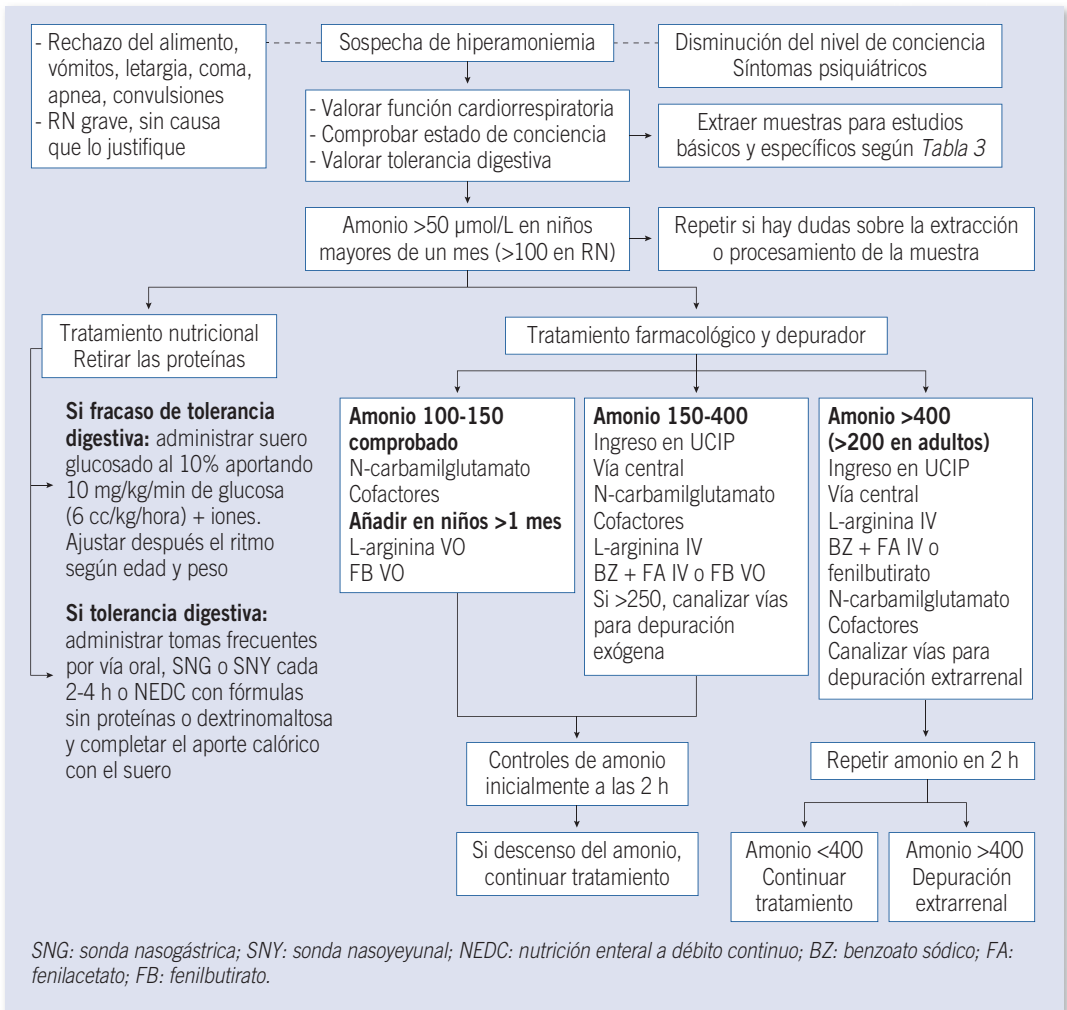 - Rechazo del alimento,
vómitos, letargia, coma,
apnea, convulsiones
- RN grave, sin causa
que lo justifique
Sospecha de hiperamoniemia
Disminución del nivel de conciencia
Síntomas psiquiátricos
- Valorar función cardiorrespiratoria
- Comprobar estado de conciencia
- Valorar tolerancia digestiva
Extraer muestras para estudios
básicos y específicos según Tabla 3
Amonio >50 µmol/L en niños
mayores de un mes (>100 en RN)
Repetir si hay dudas sobre la extracción
o procesamiento de la muestra
Tratamiento nutricional
Retirar las proteínas
Tratamiento farmacológico y depurador
Si fracaso de tolerancia
digestiva: administrar suero
glucosado al 10% aportando
10 mg/kg/min de glucosa
(6 cc/kg/hora) + iones.
Ajustar después el ritmo
según edad y peso
Si tolerancia digestiva:
administrar tomas frecuentes
por vía oral, SNG o SNY cada
2-4 h o NEDC con fórmulas
sin proteínas o dextrinomaltosa
y completar el aporte calórico
con el suero
Amonio 100-150
comprobado
N-carbamilglutamato
Cofactores
Añadir en niños >1 mes
L-arginina VO
FB VO
Amonio 150-400
Ingreso en UCIP
Vía central
N-carbamilglutamato
Cofactores
L-arginina IV
BZ + FA IV o FB VO
Si >250, canalizar vías
para depuración
exógena
Amonio >400
(>200 en adultos)
Ingreso en UCIP
Vía central
L-arginina IV
BZ + FA IV o
fenilbutirato
N-carbamilglutamato
Cofactores
Canalizar vías para
depuración extrarrenal
Controles de amonio
inicialmente a las 2 h
Repetir amonio en 2 h
Si descenso del amonio,
continuar tratamiento
Amonio <400
Continuar
tratamiento
Amonio >400
Depuración
extrarrenal
SNG: sonda nasogástrica; SNY: sonda nasoyeyunal; NEDC: nutrición enteral a débito continuo; BZ: benzoato sódico; FA:
fenilacetato; FB: fenilbutirato.